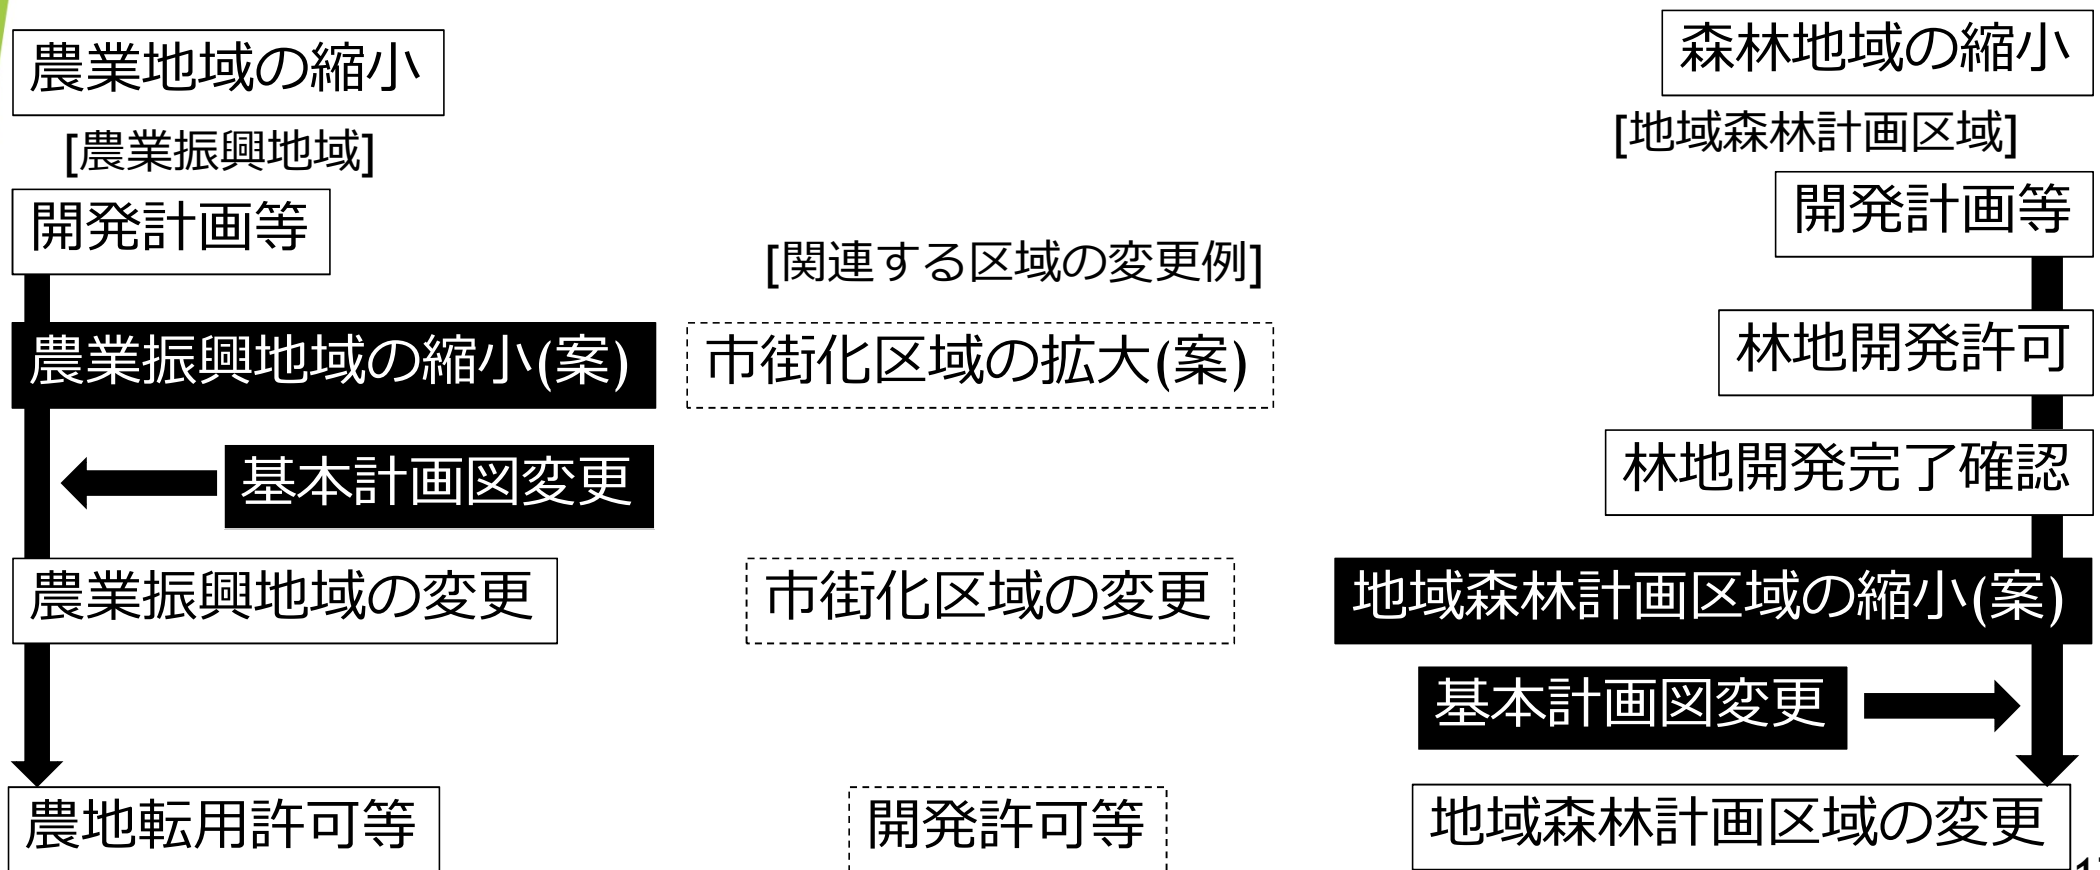 農業地域の縮小
[農業振興地域]
開発計画等
農業振興地域の縮小(案)
基本計画図変更
農業振興地域の変更
農地転用許可等
[関連する区域の変更例]
市街化区域の拡大(案)
市街化区域の変更
開発許可等
森林地域の縮小
[地域森林計画区域]
開発計画等
林地開発許可
林地開発完了確認
地域森林計画区域の縮小(案)
基本計画図変更
地域森林計画区域の変更